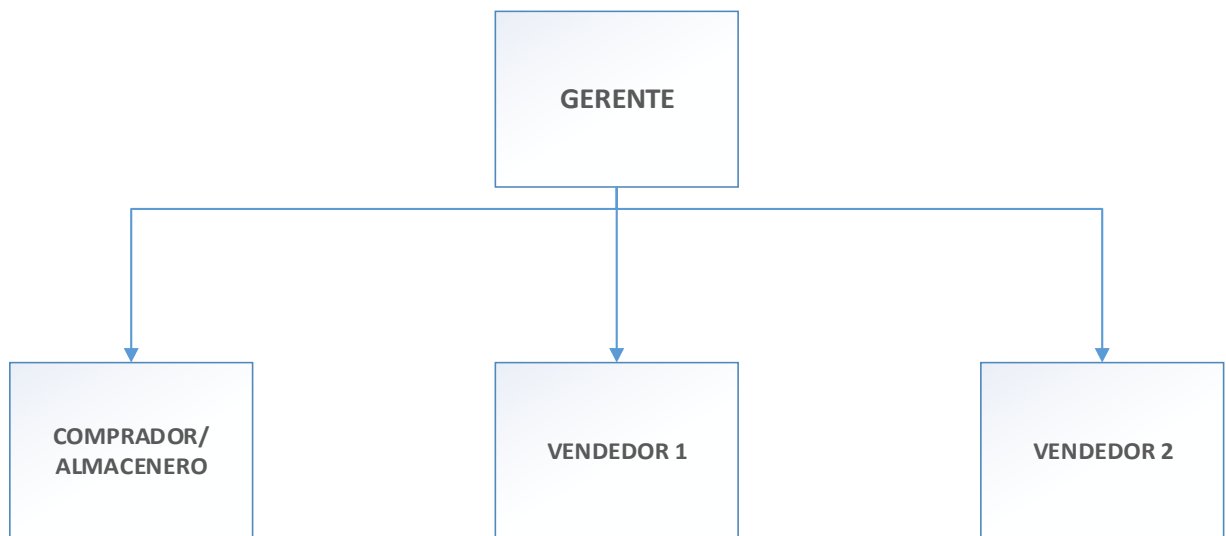 GERENTE
COMPRADOR/
ALMACENERO
VENDEDOR 1
VENDEDOR 2